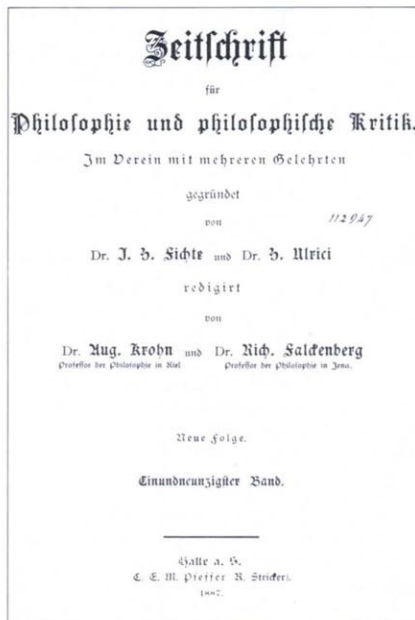 Zeitschrift
für
Philosophie und philosophische Kritik.
Im Verein mit mehreren Gelehrten
gegründet
von
112947
Dr. J. H. Fichte und Dr. H. Ulrici
redigirt
von
Dr. Aug. Krohn und Dr. Rich. Falckenberg
Professor der Philosophie in Kiel Professor der Philosophie in Jena.
Neue Folge.
Einundneunzigster Band.
Halle a. S.
C. E. M. Pfeffer (R. Stricker).
1887.